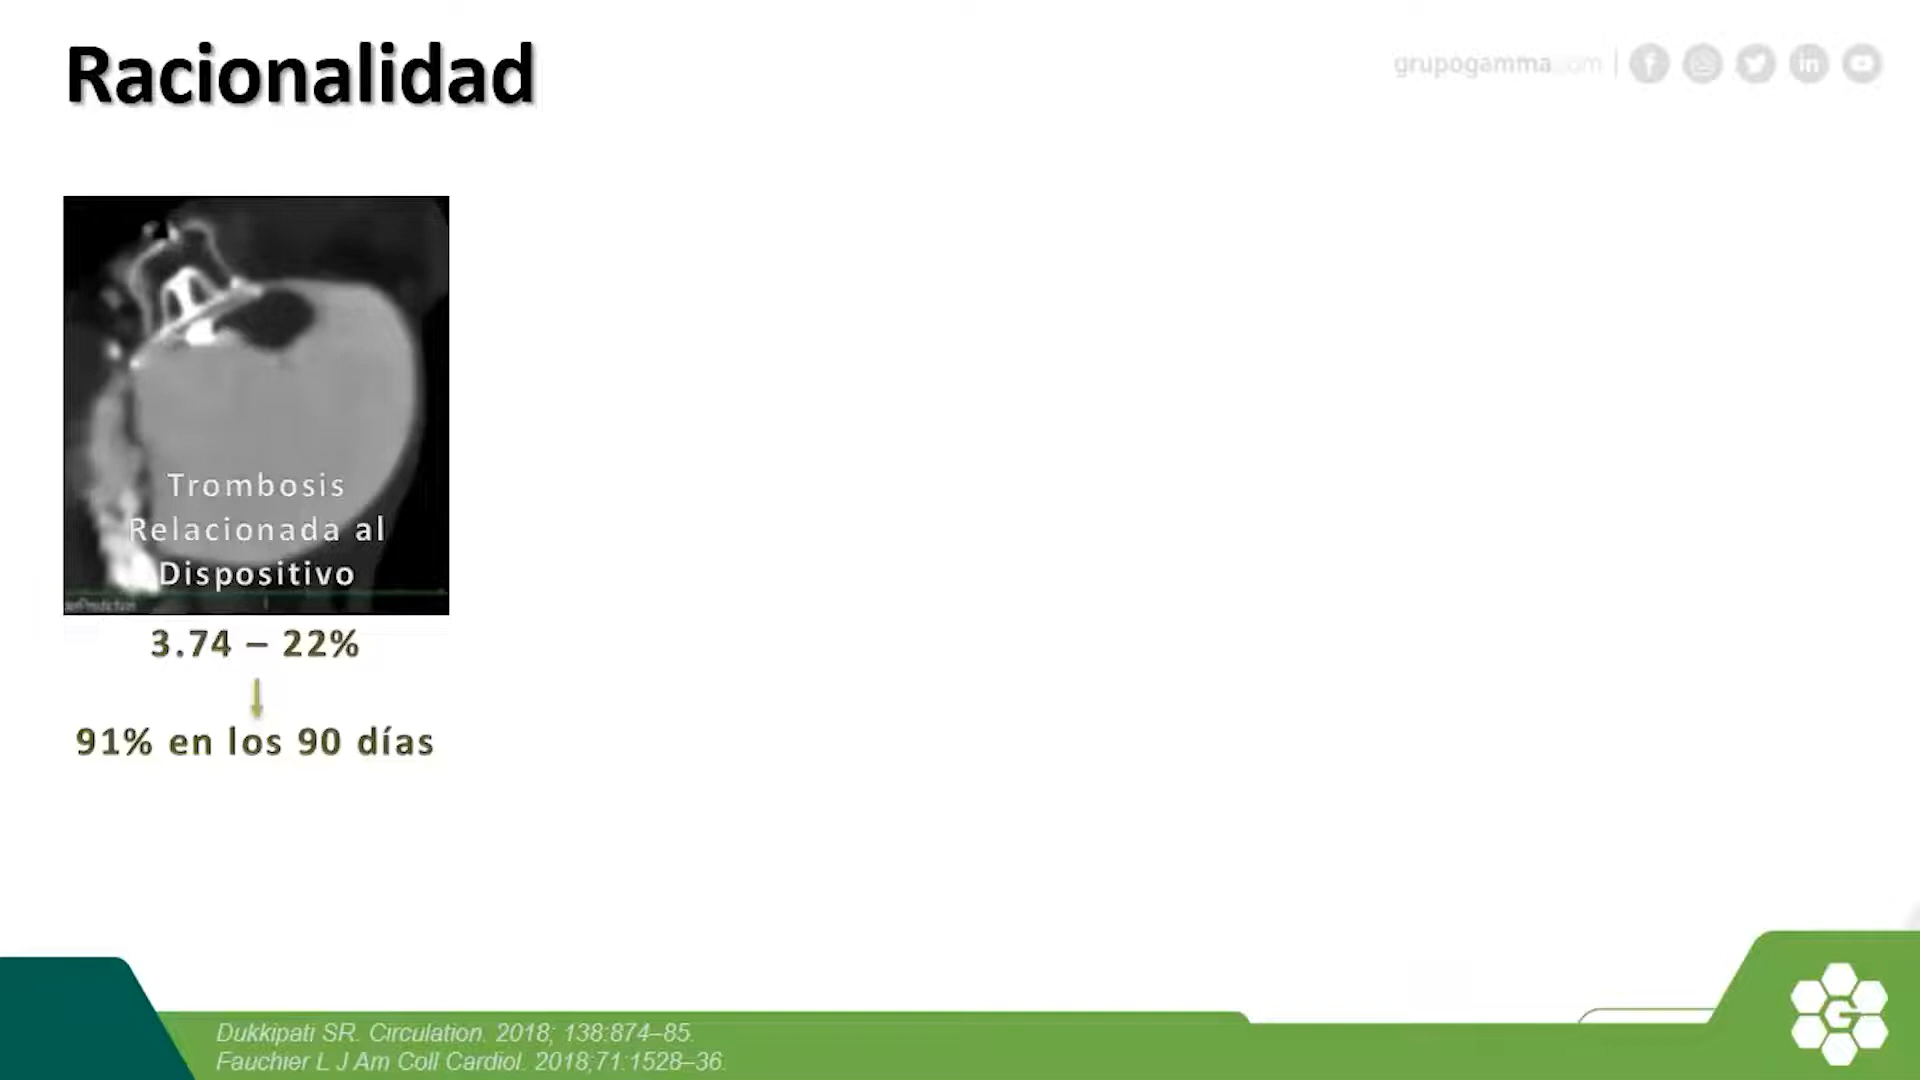 Racionalidad
grupogamma.com
Trombosis
Relacionada al
Dispositivo
3.74 – 22%
91% en los 90 días
Dukkipati SR. Circulation. 2018; 138:874–85.
Fauchier L J Am Coll Cardiol. 2018;71:1528–36.